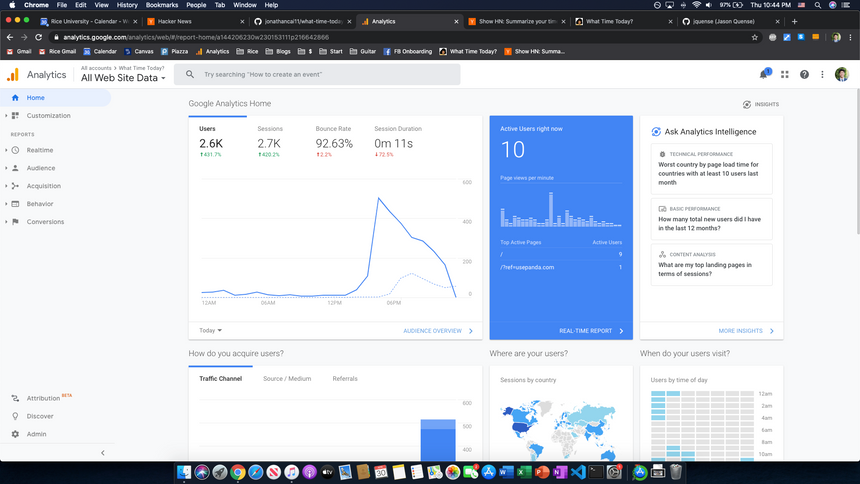 Chrome File Edit View History Bookmarks People Tab Window Help
97% Thu 10:44 PM
Rice University - Calendar - W
Hacker News
jonathancai11/what-time-today
Analytics
Show HN: Summarize your time
What Time Today?
jquense (Jason Quense)
analytics.google.com/analytics/web/#/report-home/a144206230w230153111p216642866
Gmail Rice Gmail Calendar Canvas Piazza Analytics Rice Blogs Start Guitar FB Onboarding What Time Today? Show HN: Summa...
Analytics
All accounts > What Time Today?
All Web Site Data
Try searching "How to create an event"
1
Home
Customization
REPORTS
Realtime
Audience
Acquisition
Behavior
Conversions
Attribution BETA
Discover
Admin
Google Analytics Home
INSIGHTS
Users
2.6K
431.7%
Sessions
2.7K
420.2%
Bounce Rate
92.63%
2.2%
Session Duration
0m 11s
72.5%
600
400
200
0
12AM 06AM 12PM 06PM
Today
AUDIENCE OVERVIEW
Active Users right now
10
Page views per minute
Top Active Pages Active Users
/ 9
/?ref=usepanda.com 1
REAL-TIME REPORT
Ask Analytics Intelligence
TECHNICAL PERFORMANCE
Worst country by page load time for
countries with at least 10 users last
month
BASIC PERFORMANCE
How many total new users did I have
in the last 12 months?
CONTENT ANALYSIS
What are my top landing pages in
terms of sessions?
MORE INSIGHTS
How do you acquire users?
Traffic Channel Source / Medium Referrals
600
400
Where are your users?
Sessions by country
When do your users visit?
Users by time of day
12am
2am
4am
6am
8am
10am